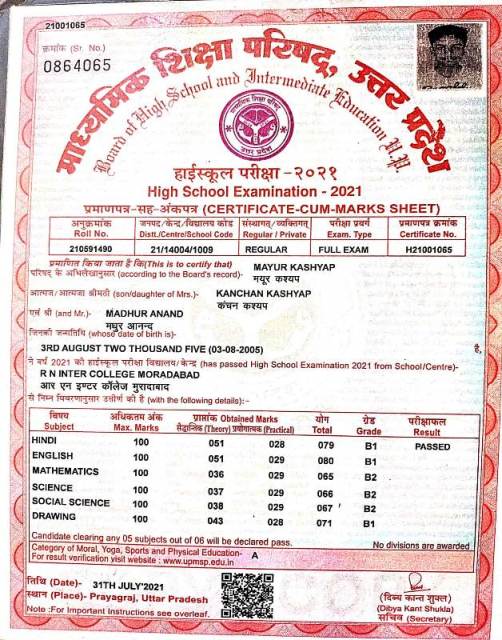 21001065
क्रमांक (Sr. No.)
0864065
माध्यमिक शिक्षा परिषद्, उत्तर प्रदेश
Board of High School and Intermediate Education U.P.
हाईस्कूल परीक्षा -२०२१
High School Examination - 2021
प्रमाणपत्र-सह-अंकपत्र (CERTIFICATE-CUM-MARKS SHEET)
अनुक्रमांक जनपद/केन्द्र/विद्यालय कोड संस्थागत/व्यक्तिगत परीक्षा प्रवर्ग प्रमाणपत्र क्रमांक
Roll No. Distt./Centre/School Code Regular / Private Exam. Type Certificate No.
210591490 21/14004/1009 REGULAR FULL EXAM H21001065
प्रमाणित किया जाता है कि(This is to certify that) MAYUR KASHYAP
परिषद के अभिलेखानुसार (according to the Board's record)- मयूर कश्यप
आत्मज/आत्मजा श्रीमती (son/daughter of Mrs.)- KANCHAN KASHYAP
कंचन कश्यप
एवं श्री (and Mr.)- MADHUR ANAND
मधुर आनन्द
जिनकी जन्मतिथि (whose date of birth is)-
3RD AUGUST TWO THOUSAND FIVE (03-08-2005) है,
ने वर्ष 2021 की हाईस्कूल परीक्षा विद्यालय/केन्द्र (has passed High School Examination 2021 from School/Centre)-
R N INTER COLLEGE MORADABAD
आर एन इण्टर कॉलेज मुरादाबाद
से निम्न विवरणानुसार उत्तीर्ण की है (with the following details):-
विषय अधिकतम अंक प्राप्तांक Obtained Marks योग ग्रेड परीक्षाफल
Subject Max. Marks सैद्धान्तिक (Theory) प्रयोगात्मक (Practical) Total Grade Result
HINDI 100 051 028 079 B1 PASSED
ENGLISH 100 051 029 080 B1
MATHEMATICS 100 036 029 065 B2
SCIENCE 100 037 029 066 B2
SOCIAL SCIENCE 100 038 029 067 B2
DRAWING 100 043 028 071 B1
Candidate clearing any 05 subjects out of 06 will be declared pass. No divisions are awarded
Category of Moral, Yoga, Sports and Physical Education- A
For result verification visit website : www.upmsp.edu.in
तिथि (Date)- 31TH JULY'2021
स्थान (Place)- Prayagraj, Uttar Pradesh
(दिव्य कान्त शुक्ल)
(Dibya Kant Shukla)
सचिव (Secretary)
Note :For Important Instructions see overleaf.